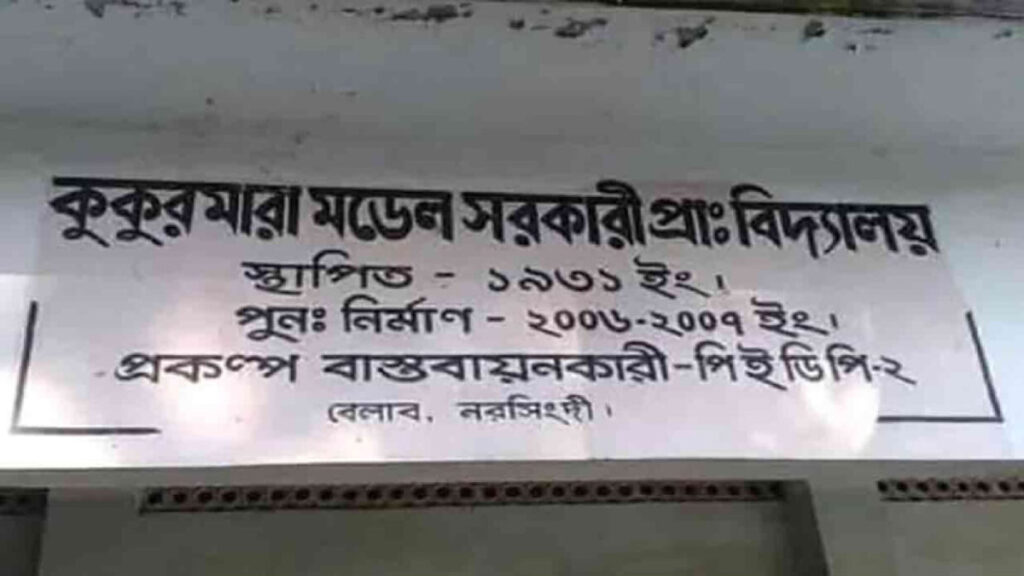 কুকুরমারা মডেল সরকারী প্রাঃ বিদ্যালয়
স্থাপিত - ১৯৩১ ইং।
পুনঃ নির্মাণ - ২০০৬-২০০৭ ইং।
প্রকল্প বাস্তবায়নকারী-পিইডিপি-২
বেলাব, নরসিংদী।